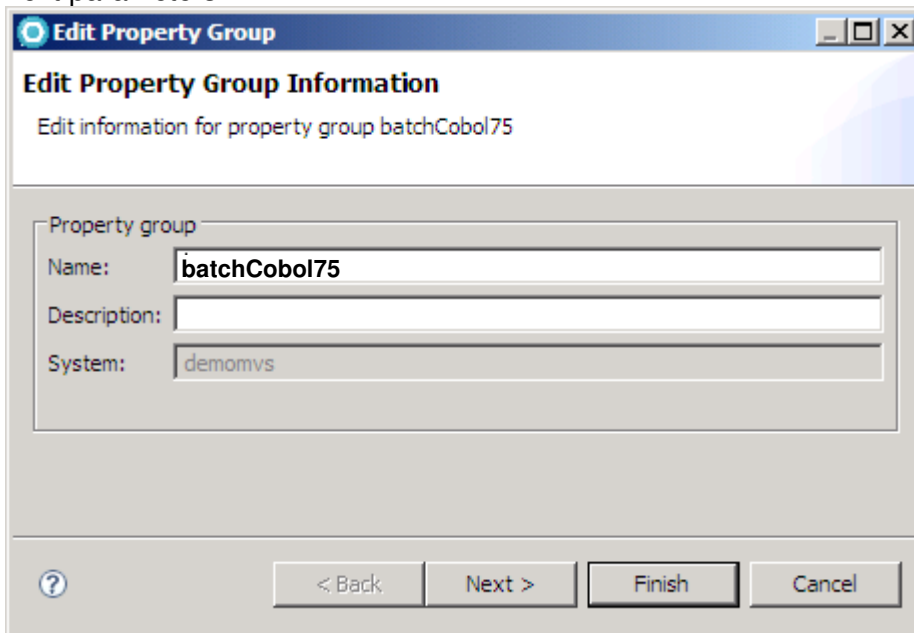 Edit Property Group
Edit Property Group Information
Edit information for property group batchCobol75
Property group
Name: batchCobol75
Description:
System: demomvs
< Back Next > Finish Cancel